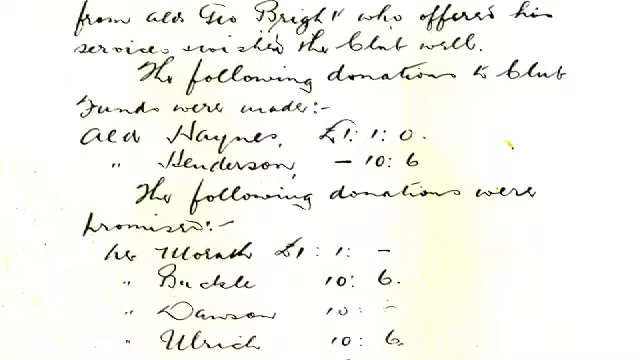 from Ald Geo Bright who offered his
services wished the Club well.
The following donations to Club
Funds were made:-
Ald Haynes, £1: 1: 0.
" Henderson, - 10: 6
The following donations were
promised:-
Mr £1: 1: -
" Buckle 10: 6.
" Dawson 10: -
" Ulrich 10: 6.